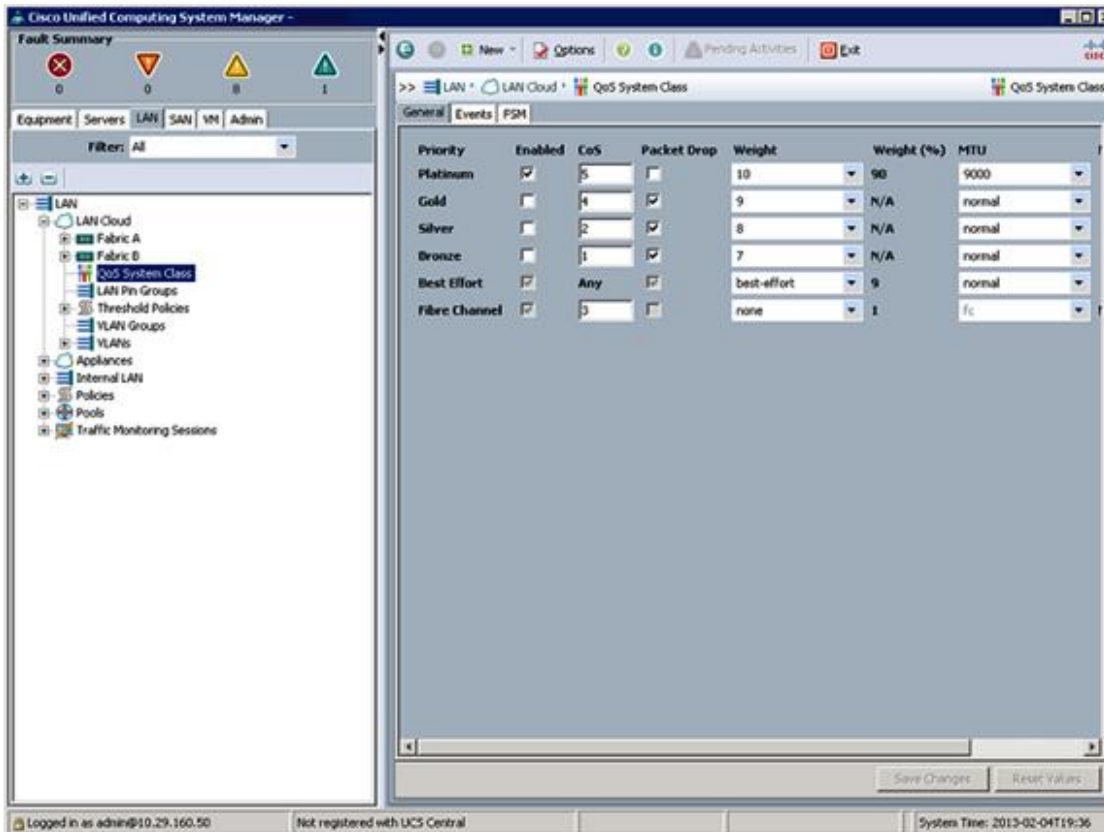 Cisco Unified Computing System Manager -
Fault Summary
0 0 8 1
Equipment Servers LAN SAN VM Admin
Filter: All
LAN
LAN Cloud
Fabric A
Fabric B
QoS System Class
LAN Pin Groups
Threshold Policies
VLAN Groups
VLANs
Appliances
Internal LAN
Policies
Pools
Traffic Monitoring Sessions
New Options Pending Activities Exit
CISCO
>> LAN LAN Cloud QoS System Class QoS System Class
General Events FSM
Priority Enabled CoS Packet Drop Weight Weight (%) MTU
Platinum 5 10 90 9000
Gold 4 9 N/A normal
Silver 2 8 N/A normal
Bronze 1 7 N/A normal
Best Effort Any best-effort 9 normal
Fibre Channel 3 none 1 fc
Save Changes Reset Values
Logged in as admin@10.29.160.50 Not registered with UCS Central System Time: 2013-02-04T19:36